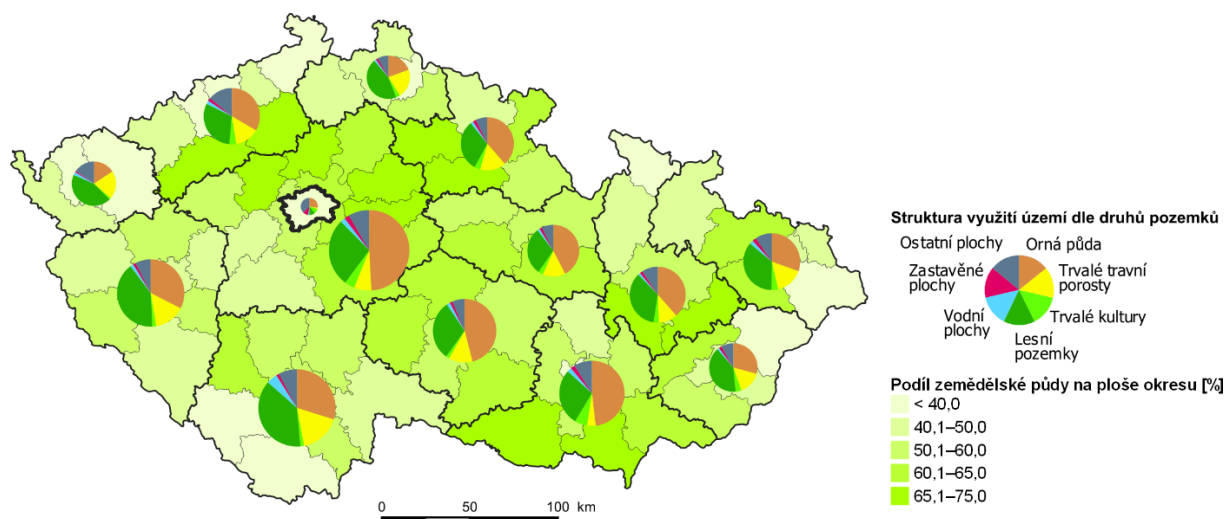 Struktura využití území dle druhů pozemků
Ostatní plochy
Orná půda
Zastavěné
plochy
Trvalé travní
porosty
Vodní
plochy
Trvalé kultury
Lesní
pozemky
Podíl zemědělské půdy na ploše okresu [%]
< 40,0
40,1–50,0
50,1–60,0
60,1–65,0
65,1–75,0
0 50 100 km